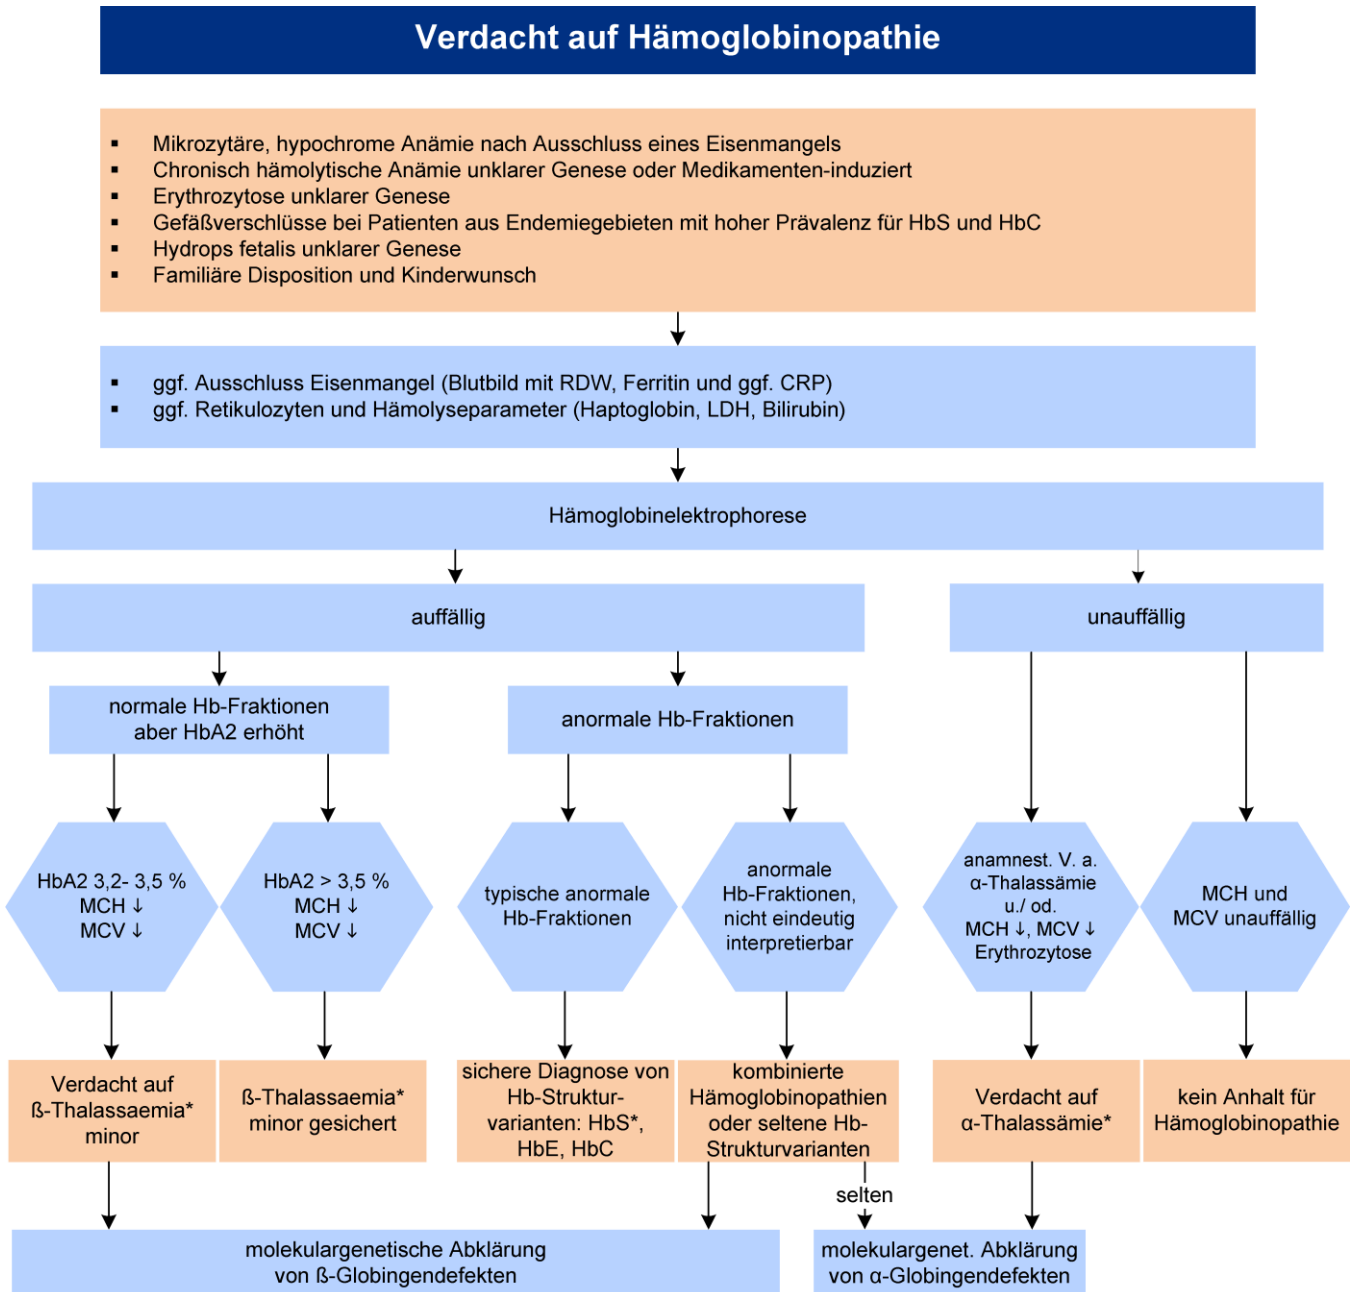 Verdacht auf Hämoglobinopathie
▪ Mikrozytäre, hypochrome Anämie nach Ausschluss eines Eisenmangels
▪ Chronisch hämolytische Anämie unklarer Genese oder Medikamenten-induziert
▪ Erythrozytose unklarer Genese
▪ Gefäßverschlüsse bei Patienten aus Endemiegebieten mit hoher Prävalenz für HbS und HbC
▪ Hydrops fetalis unklarer Genese
▪ Familiäre Disposition und Kinderwunsch
▪ ggf. Ausschluss Eisenmangel (Blutbild mit RDW, Ferritin und ggf. CRP)
▪ ggf. Retikulozyten und Hämolyseparameter (Haptoglobin, LDH, Bilirubin)
Hämoglobinelektrophorese
auffällig
unauffällig
normale Hb-Fraktionen
aber HbA2 erhöht
anormale Hb-Fraktionen
HbA2 3,2- 3,5 %
MCH ↓
MCV ↓
HbA2 > 3,5 %
MCH ↓
MCV ↓
typische anormale
Hb-Fraktionen
anormale
Hb-Fraktionen,
nicht eindeutig
interpretierbar
anamnest. V. a.
α-Thalassämie
u./ od.
MCH ↓, MCV ↓
Erythrozytose
MCH und
MCV unauffällig
Verdacht auf
ß-Thalassaemia*
minor
ß-Thalassaemia*
minor gesichert
sichere Diagnose von
Hb-Struktur-
varianten: HbS*,
HbE, HbC
kombinierte
Hämoglobinopathien
oder seltene Hb-
Strukturvarianten
Verdacht auf
α-Thalassämie*
kein Anhalt für
Hämoglobinopathie
selten
molekulargenetische Abklärung
von ß-Globingendefekten
molekulargenet. Abklärung
von α-Globingendefekten